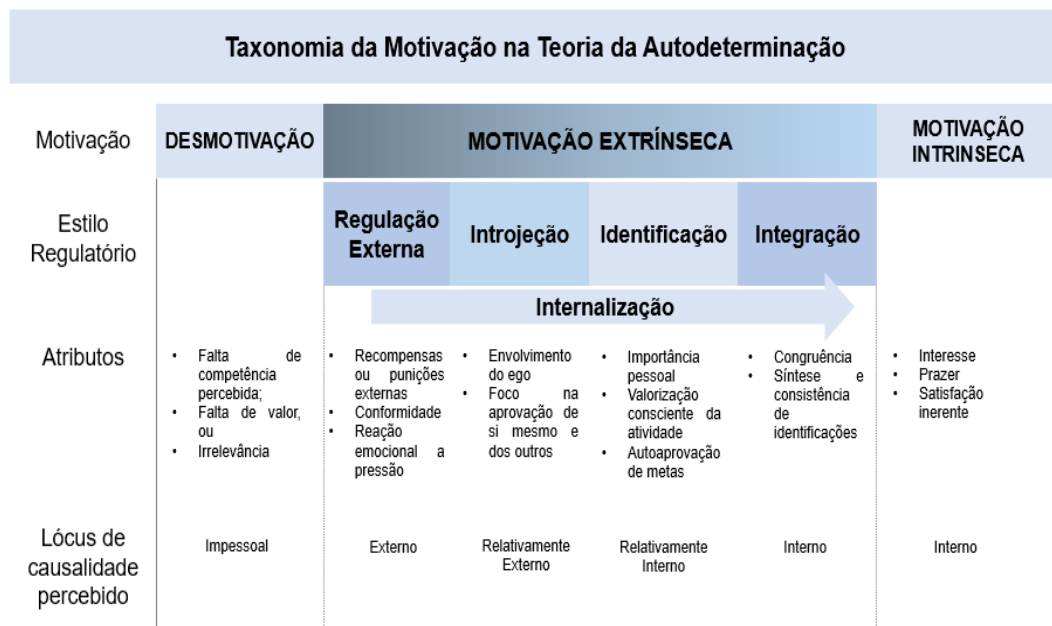 Taxonomia da Motivação na Teoria da Autodeterminação
Motivação
DESMOTIVAÇÃO
MOTIVAÇÃO EXTRÍNSECA
MOTIVAÇÃO
INTRINSECA
Estilo
Regulatório
Regulação
Externa
Introjeção
Identificação
Integração
Internalização
Atributos
• Falta de
competência
percebida;
• Falta de valor,
ou
• Irrelevância
• Recompensas
ou punições
externas
• Conformidade
• Reação
emocional a
pressão
• Envolvimento
do ego
• Foco na
aprovação de
si mesmo e
dos outros
• Importância
pessoal
• Valorização
consciente da
atividade
• Autoaprovação
de metas
• Congruência
• Síntese e
consistência
de
identificações
• Interesse
• Prazer
• Satisfação
inerente
Lócus de
causalidade
percebido
Impessoal
Externo
Relativamente
Externo
Relativamente
Interno
Interno
Interno